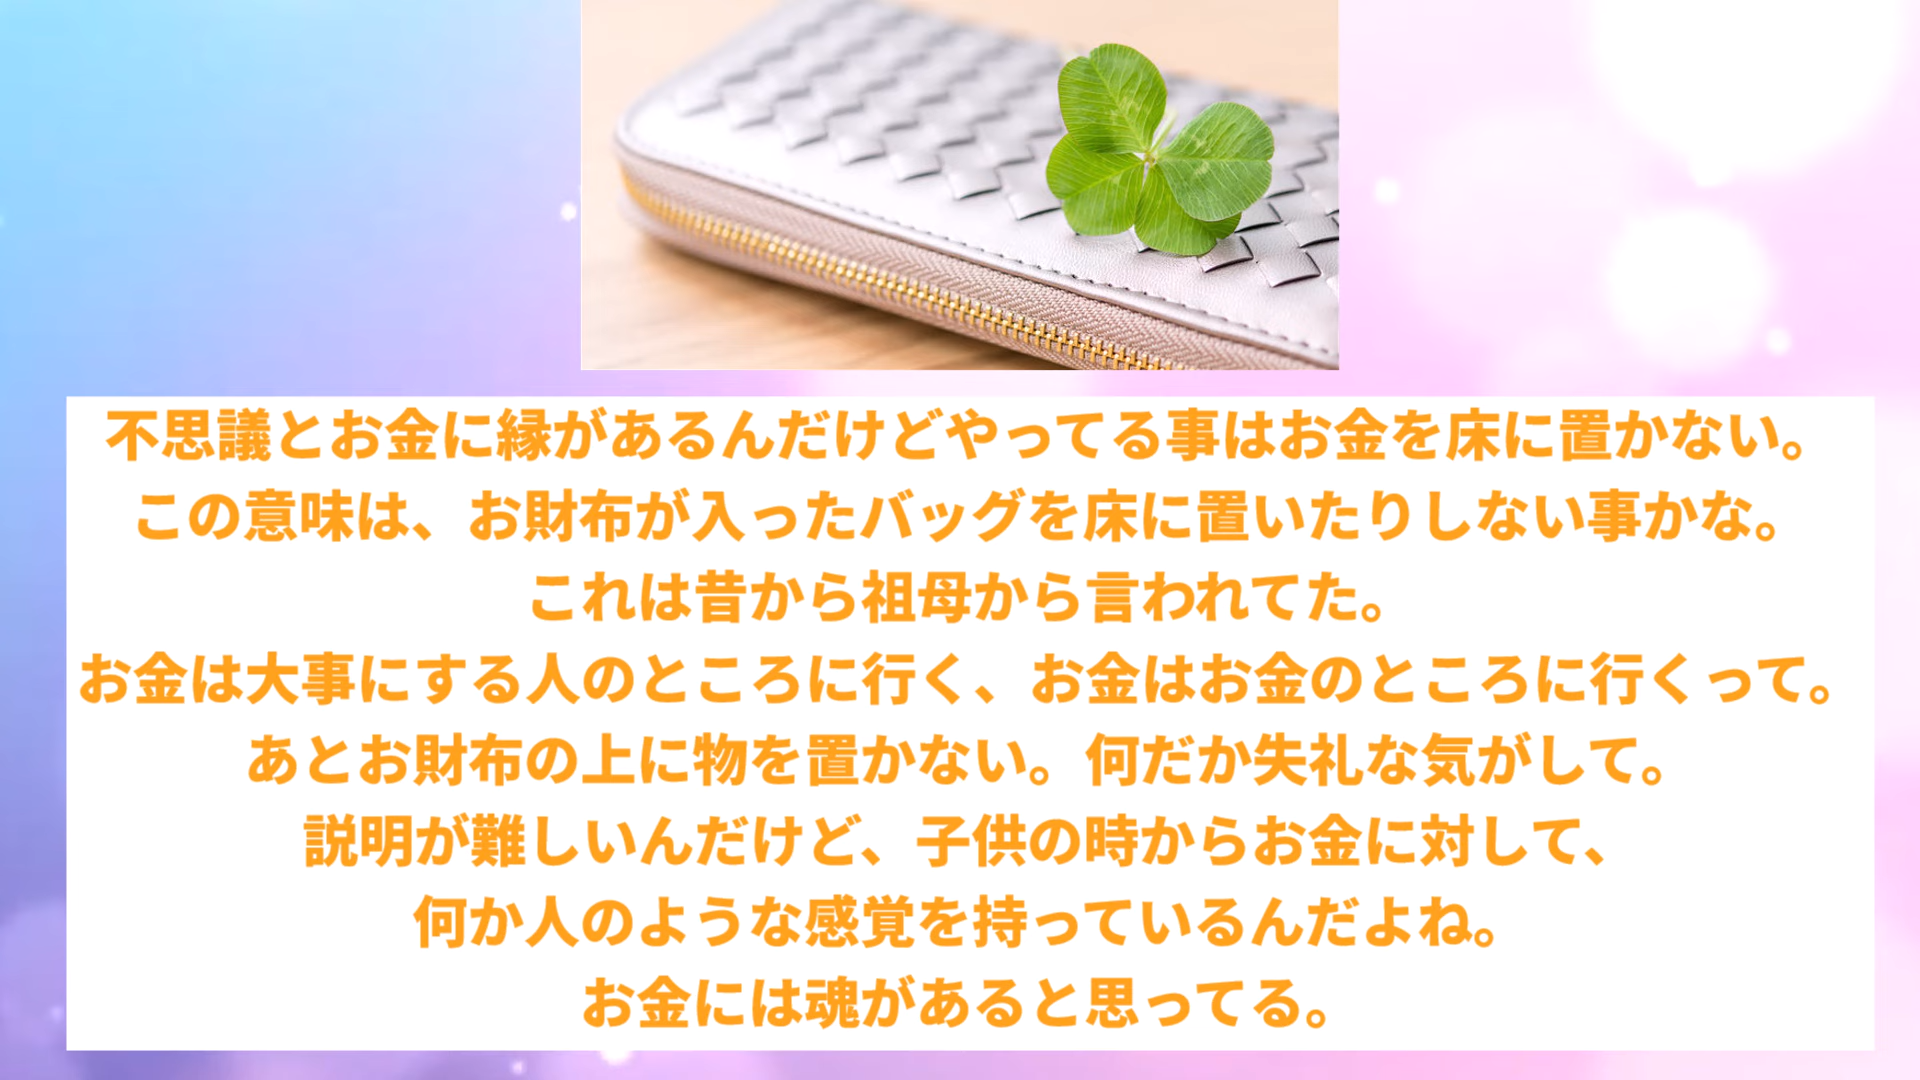 不思議とお金に縁があるんだけどやってる事はお金を床に置かない。
この意味は、お財布が入ったバッグを床に置いたりしない事かな。
これは昔から祖母から言われてた。
お金は大事にする人のところに行く、お金はお金のところに行くって。
あとお財布の上に物を置かない。何だか失礼な気がして。
説明が難しいんだけど、子供の時からお金に対して、
何か人のような感覚を持っているんだよね。
お金には魂があると思ってる。